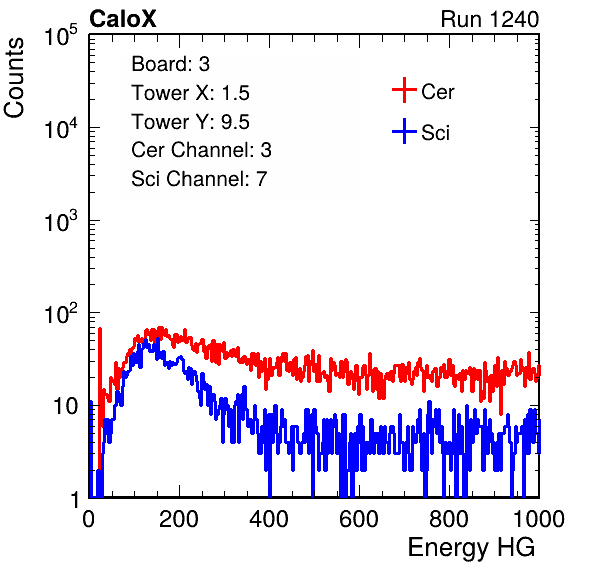 CaloX Run 1240
Counts
Board: 3
Tower X: 1.5
Tower Y: 9.5
Cer Channel: 3
Sci Channel: 7
Cer
Sci
10^5
10^4
10^3
10^2
10
1
0 200 400 600 800 1000
Energy HG